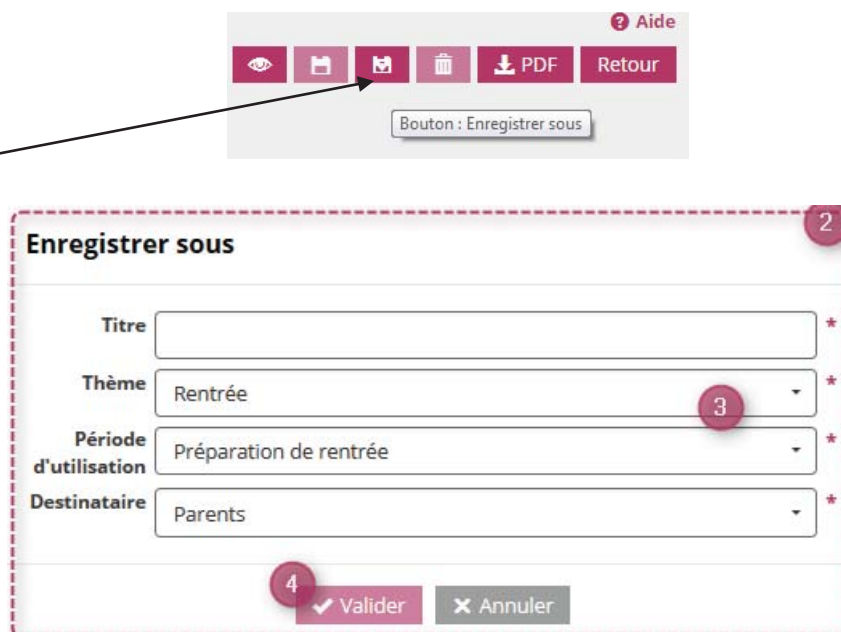 Aide
PDF Retour
Bouton : Enregistrer sous
2
Enregistrer sous
Titre *
Thème Rentrée *
3
Période d'utilisation Préparation de rentrée *
Destinataire Parents *
4
Valider Annuler